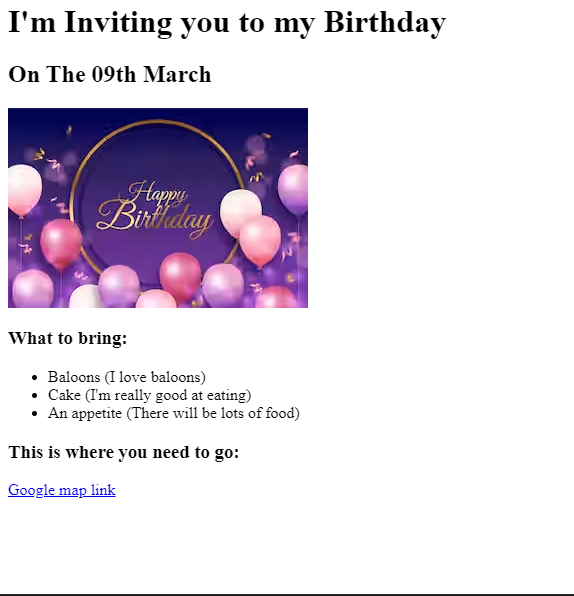 I'm Inviting you to my Birthday
On The 09th March
Happy
Birthday
What to bring:
Baloons (I love baloons)
Cake (I'm really good at eating)
An appetite (There will be lots of food)
This is where you need to go:
Google map link